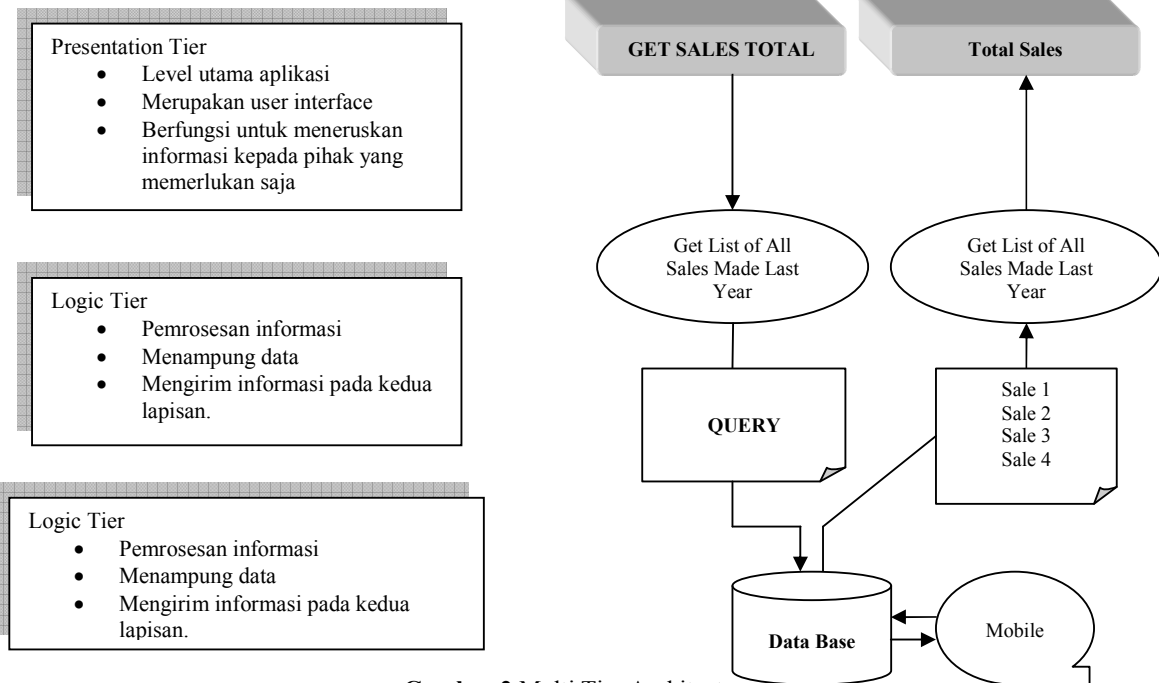 Presentation Tier
• Level utama aplikasi
• Merupakan user interface
• Berfungsi untuk meneruskan
informasi kepada pihak yang
memerlukan saja
Logic Tier
• Pemrosesan informasi
• Menampung data
• Mengirim informasi pada kedua
lapisan.
Logic Tier
• Pemrosesan informasi
• Menampung data
• Mengirim informasi pada kedua
lapisan.
GET SALES TOTAL
Total Sales
Get List of All
Sales Made Last
Year
Get List of All
Sales Made Last
Year
QUERY
Sale 1
Sale 2
Sale 3
Sale 4
Data Base
Mobile
Multi Tier